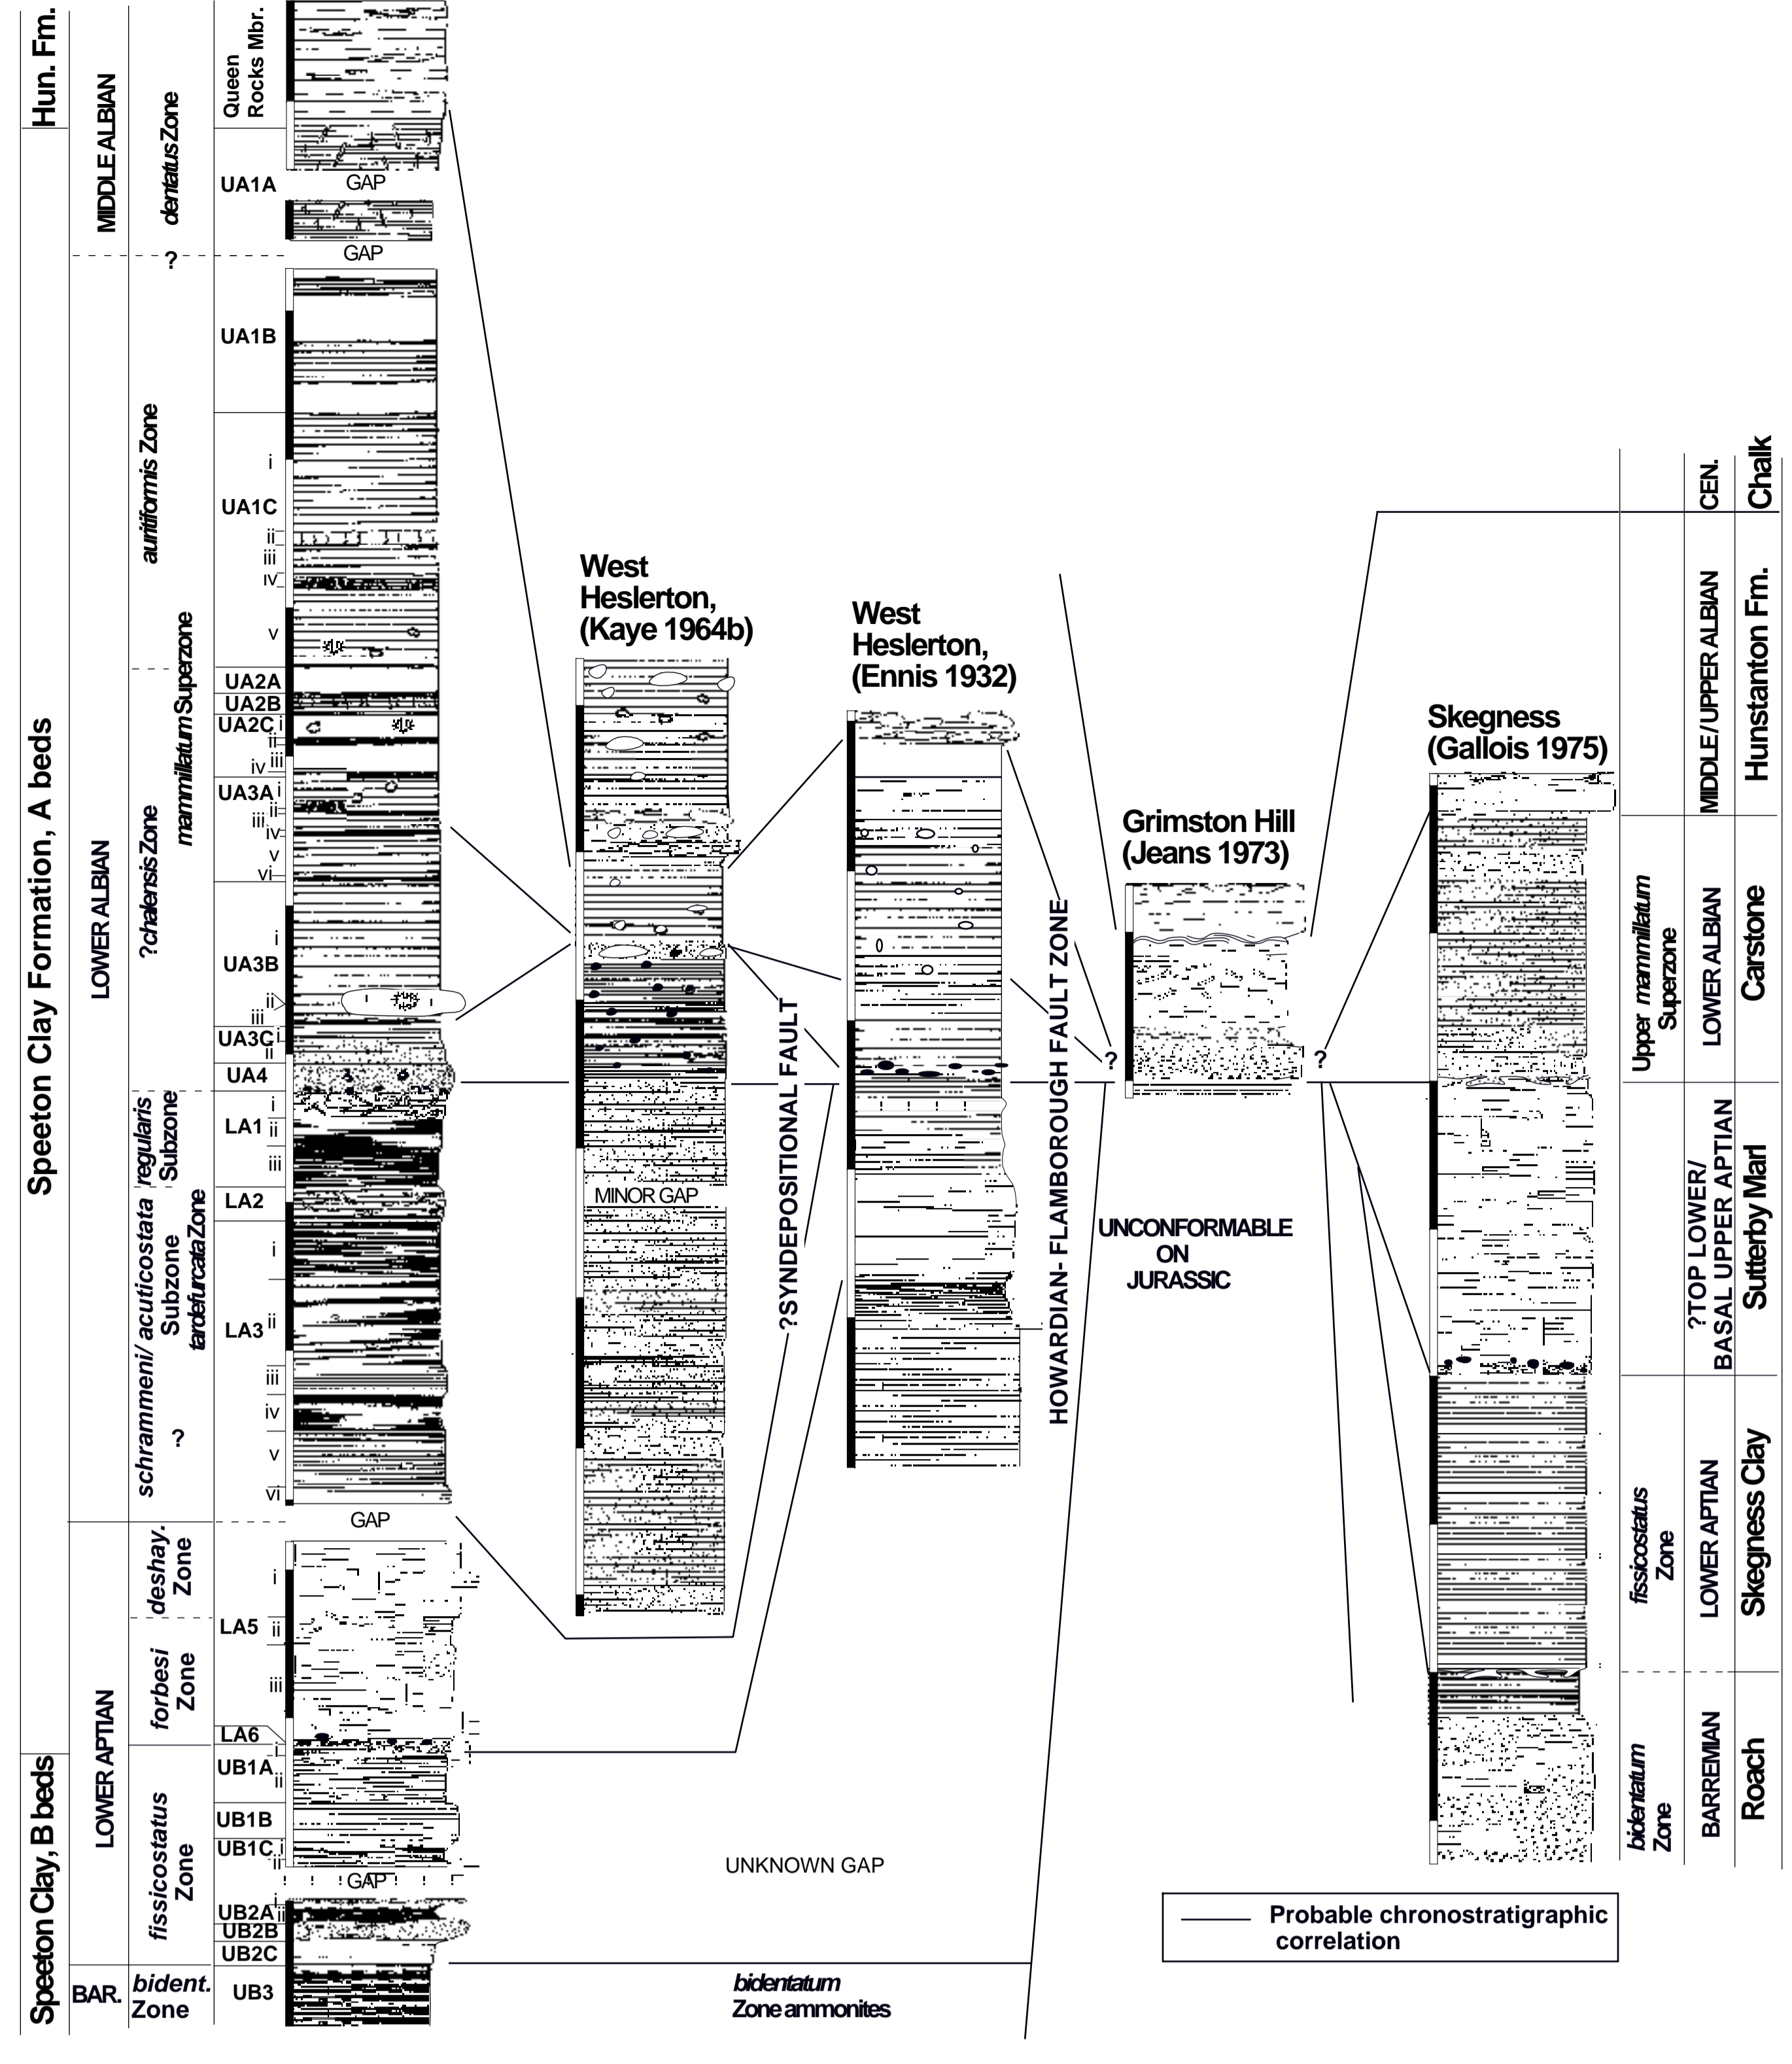 Hun. Fm.
Speeton Clay Formation, A beds
Speeton Clay, B beds
MIDDLE ALBIAN
LOWER ALBIAN
LOWER APTIAN
BAR.
dentatus Zone
?
auritiformis Zone
mammillatum Superzone
?chalensis Zone
regularis
Subzone
schrammeni/ acuticostata
Subzone
tardefurcata Zone
?
deshay.
Zone
forbesi
Zone
fissicostatus
Zone
bident.
Zone
Queen
Rocks Mbr.
UA1A
UA1B
i
UA1C
ii
iii
iv
v
UA2A
UA2B
UA2C i
ii
iii
iv
UA3A i
ii
iii
iv
v
vi
i
UA3B
ii
iii
UA3C i
ii
UA4
i
LA1 ii
iii
LA2
i
LA3 ii
iii
iv
v
vi
i
LA5 ii
iii
LA6
i
UB1A
ii
UB1B
UB1C i
ii
i
UB2A ii
UB2B
UB2C
UB3
GAP
GAP
GAP
GAP
West
Heslerton,
(Kaye 1964b)
MINOR GAP
?SYNDEPOSITIONAL FAULT
West
Heslerton,
(Ennis 1932)
HOWARDIAN- FLAMBOROUGH FAULT ZONE
Grimston Hill
(Jeans 1973)
?
?
UNCONFORMABLE
ON
JURASSIC
Skegness
(Gallois 1975)
UNKNOWN GAP
bidentatum
Zone ammonites
Upper mammillatum
Superzone
fissicostatus
Zone
bidentatum
Zone
CEN.
MIDDLE/ UPPER ALBIAN
LOWER ALBIAN
?TOP LOWER/
BASAL UPPER APTIAN
LOWER APTIAN
BARREMIAN
Chalk
Hunstanton Fm.
Carstone
Sutterby Marl
Skegness Clay
Roach
Probable chronostratigraphic
correlation